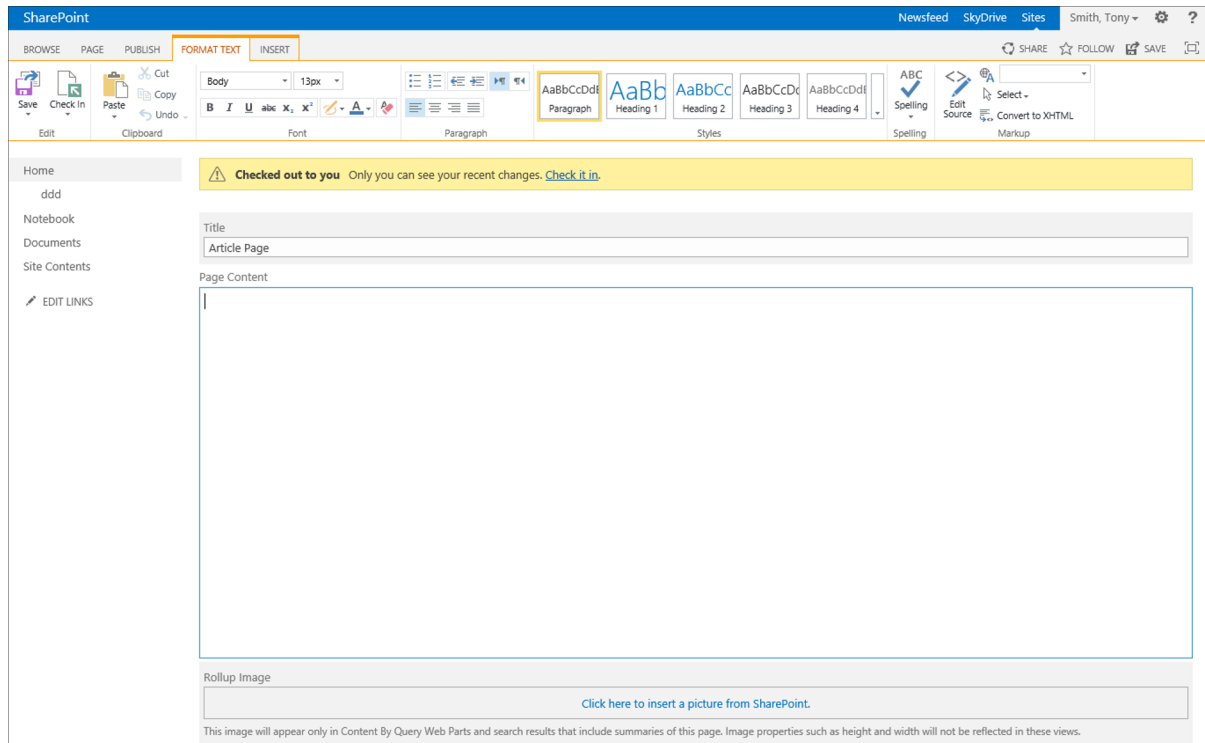 SharePoint Newsfeed SkyDrive Sites Smith, Tony ?
BROWSE PAGE PUBLISH FORMAT TEXT INSERT SHARE FOLLOW SAVE
Save Check In Paste Cut Copy Undo
Body 13px
B I U abc X₂ X² A
AaBbCcDdE AaBb AaBbCc AaBbCcDd AaBbCcDdE
Paragraph Heading 1 Heading 2 Heading 3 Heading 4
ABC Spelling Edit Source Select Convert to XHTML
Edit Clipboard Font Paragraph Styles Spelling Markup
Home
ddd
Notebook
Documents
Site Contents
EDIT LINKS
Checked out to you Only you can see your recent changes. Check it in.
Title
Article Page
Page Content
Rollup Image
Click here to insert a picture from SharePoint.
This image will appear only in Content By Query Web Parts and search results that include summaries of this page. Image properties such as height and width will not be reflected in these views.